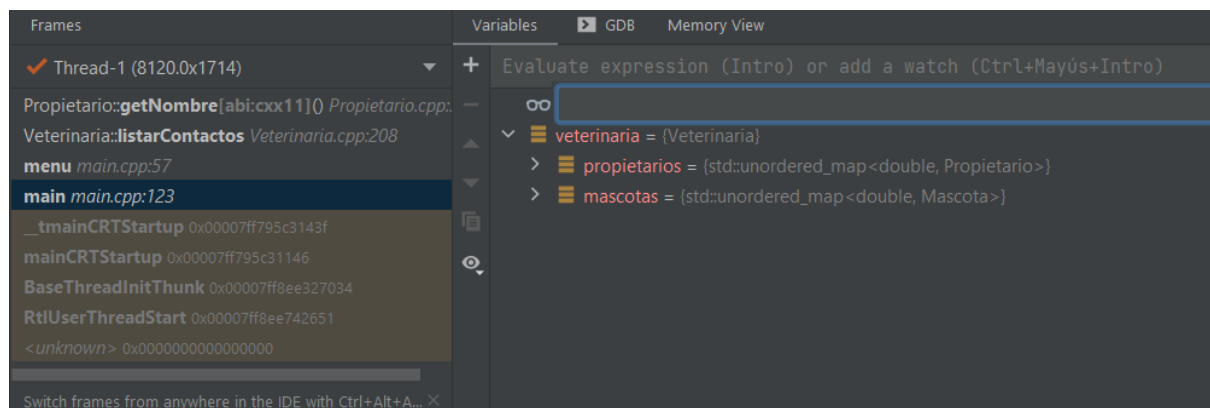 Frames
Variables GDB Memory View
Thread-1 (8120.0x1714)
Evaluate expression (Intro) or add a watch (Ctrl+Mayús+Intro)
Propietario::getNombre[abi:cxx11]() Propietario.cpp:
Veterinaria::listarContactos Veterinaria.cpp:208
menu main.cpp:57
main main.cpp:123
__tmainCRTStartup 0x00007ff795c3143f
mainCRTStartup 0x00007ff795c31146
BaseThreadInitThunk 0x00007ff8ee327034
RtlUserThreadStart 0x00007ff8ee742651
<unknown> 0x0000000000000000
Switch frames from anywhere in the IDE with Ctrl+Alt+A...
veterinaria = {Veterinaria}
propietarios = {std::unordered_map<double, Propietario>}
mascotas = {std::unordered_map<double, Mascota>}